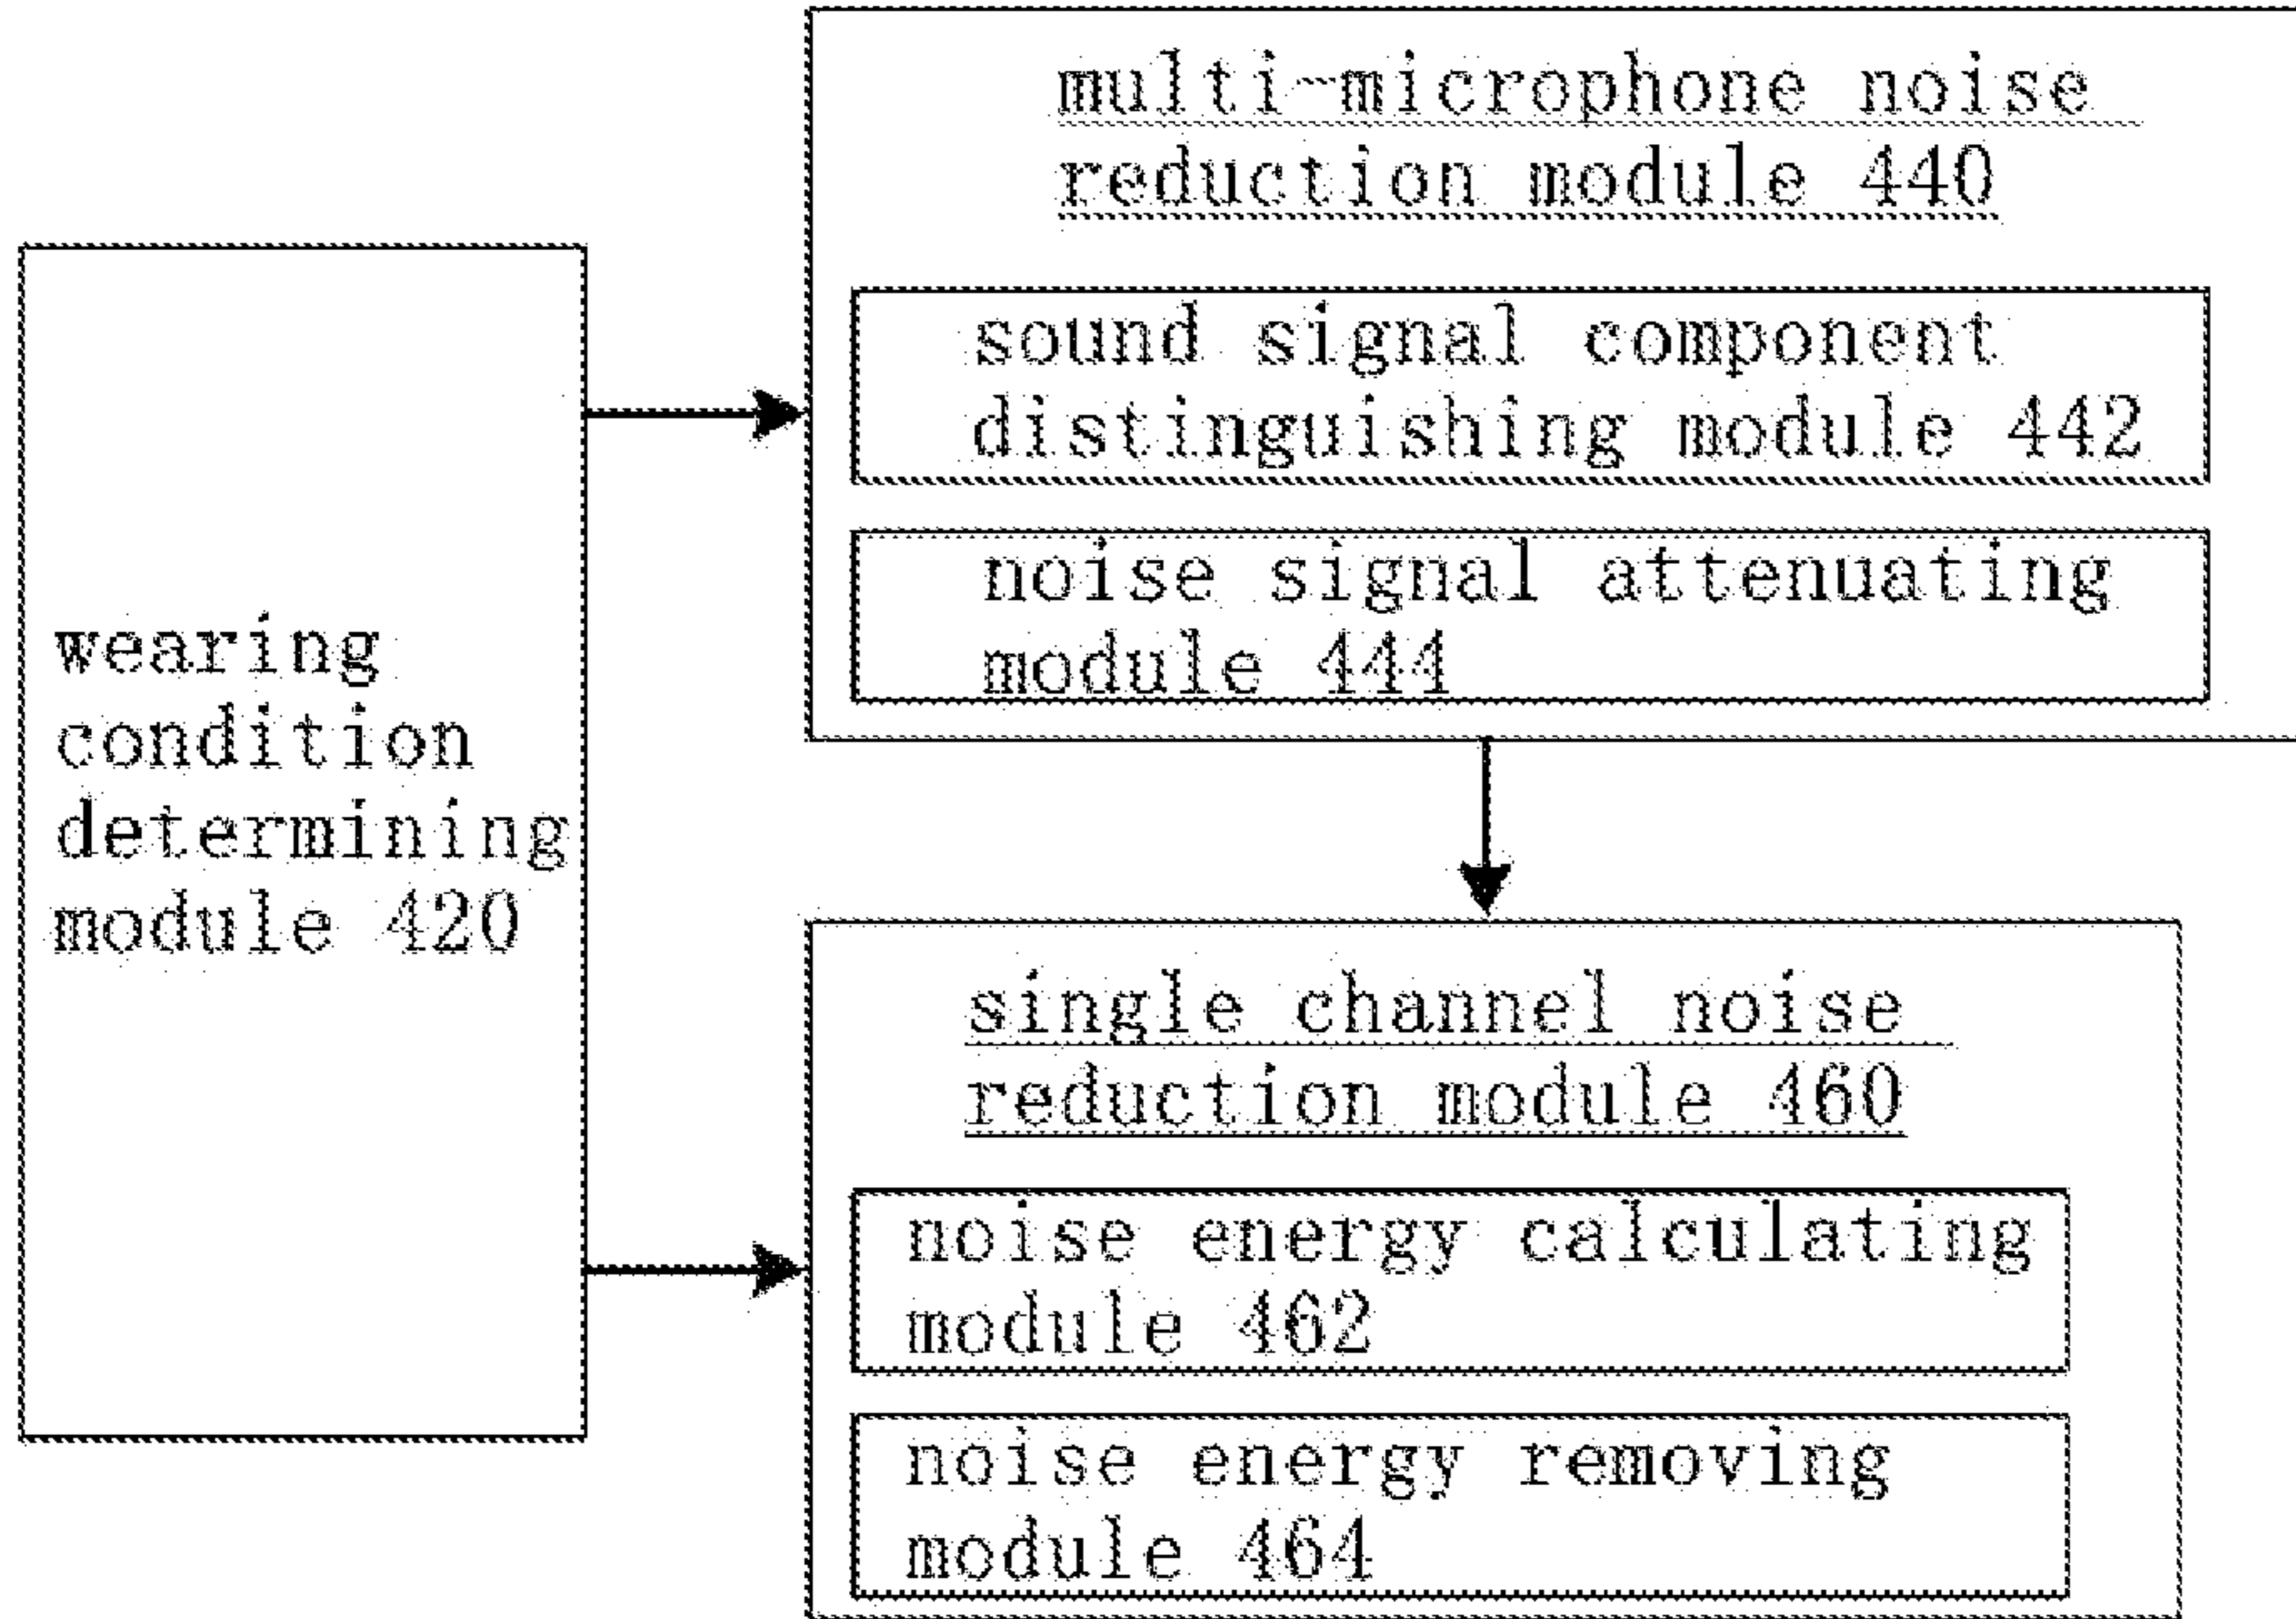 multi-microphone noise
reduction module 440
sound signal component
distinguishing module 442
noise signal attenuating
module 444
wearing
condition
determining
module 420
single channel noise
reduction module 460
noise energy calculating
module 462
noise energy removing
module 464